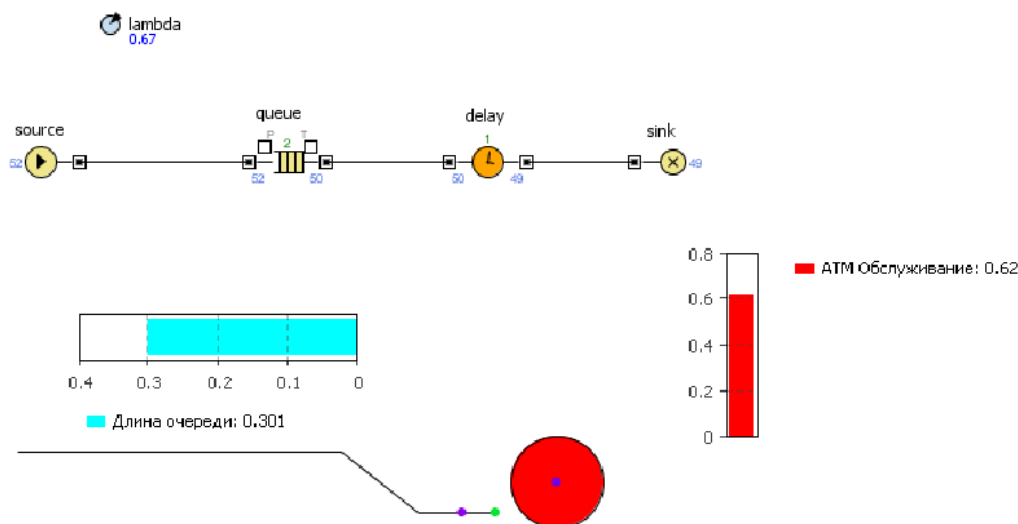 lambda
0.67
queue
delay
source
P
T
2
1
sink
52
49
52
50
50
49
0.8
АТМ Обслуживание: 0.62
0.6
0.4
0.2
0
0.4
0.3
0.2
0.1
0
Длина очереди: 0.301